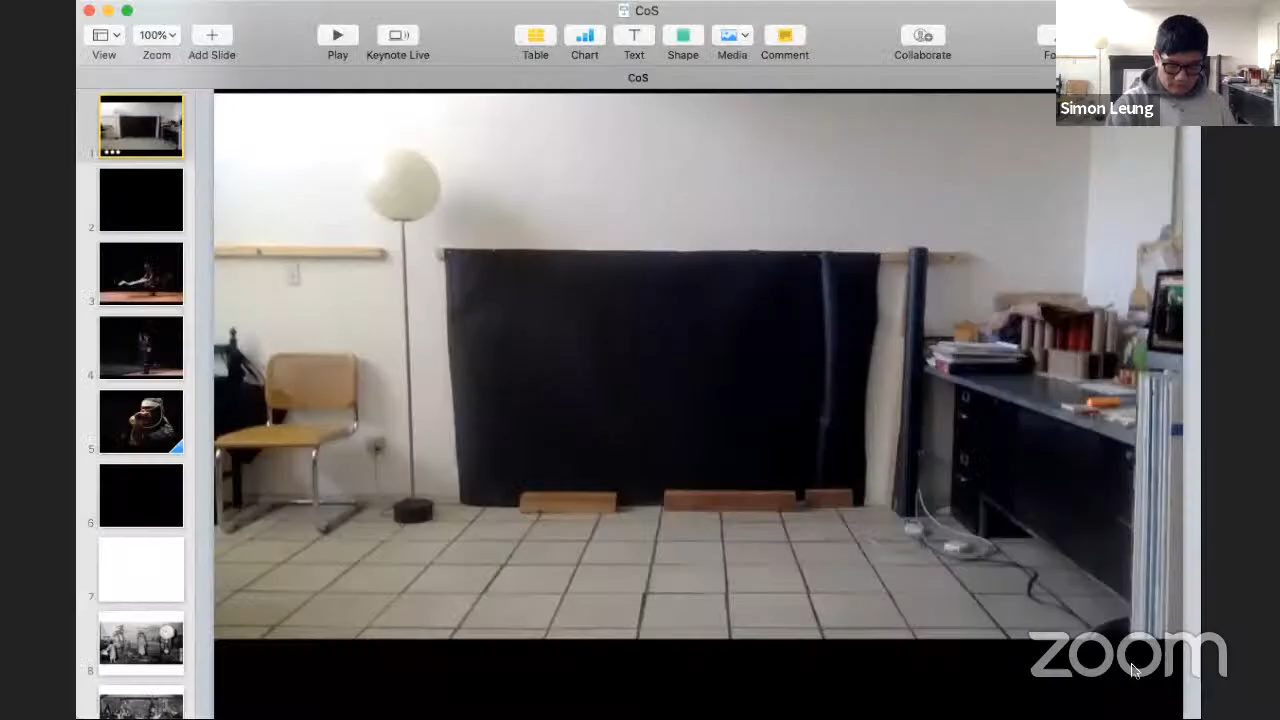 CoS
100%
View
Zoom
Add Slide
Play
Keynote Live
Table
Chart
Text
Shape
Media
Comment
Collaborate
Fo
CoS
Simon Leung
1
2
3
4
5
6
7
8
zoom